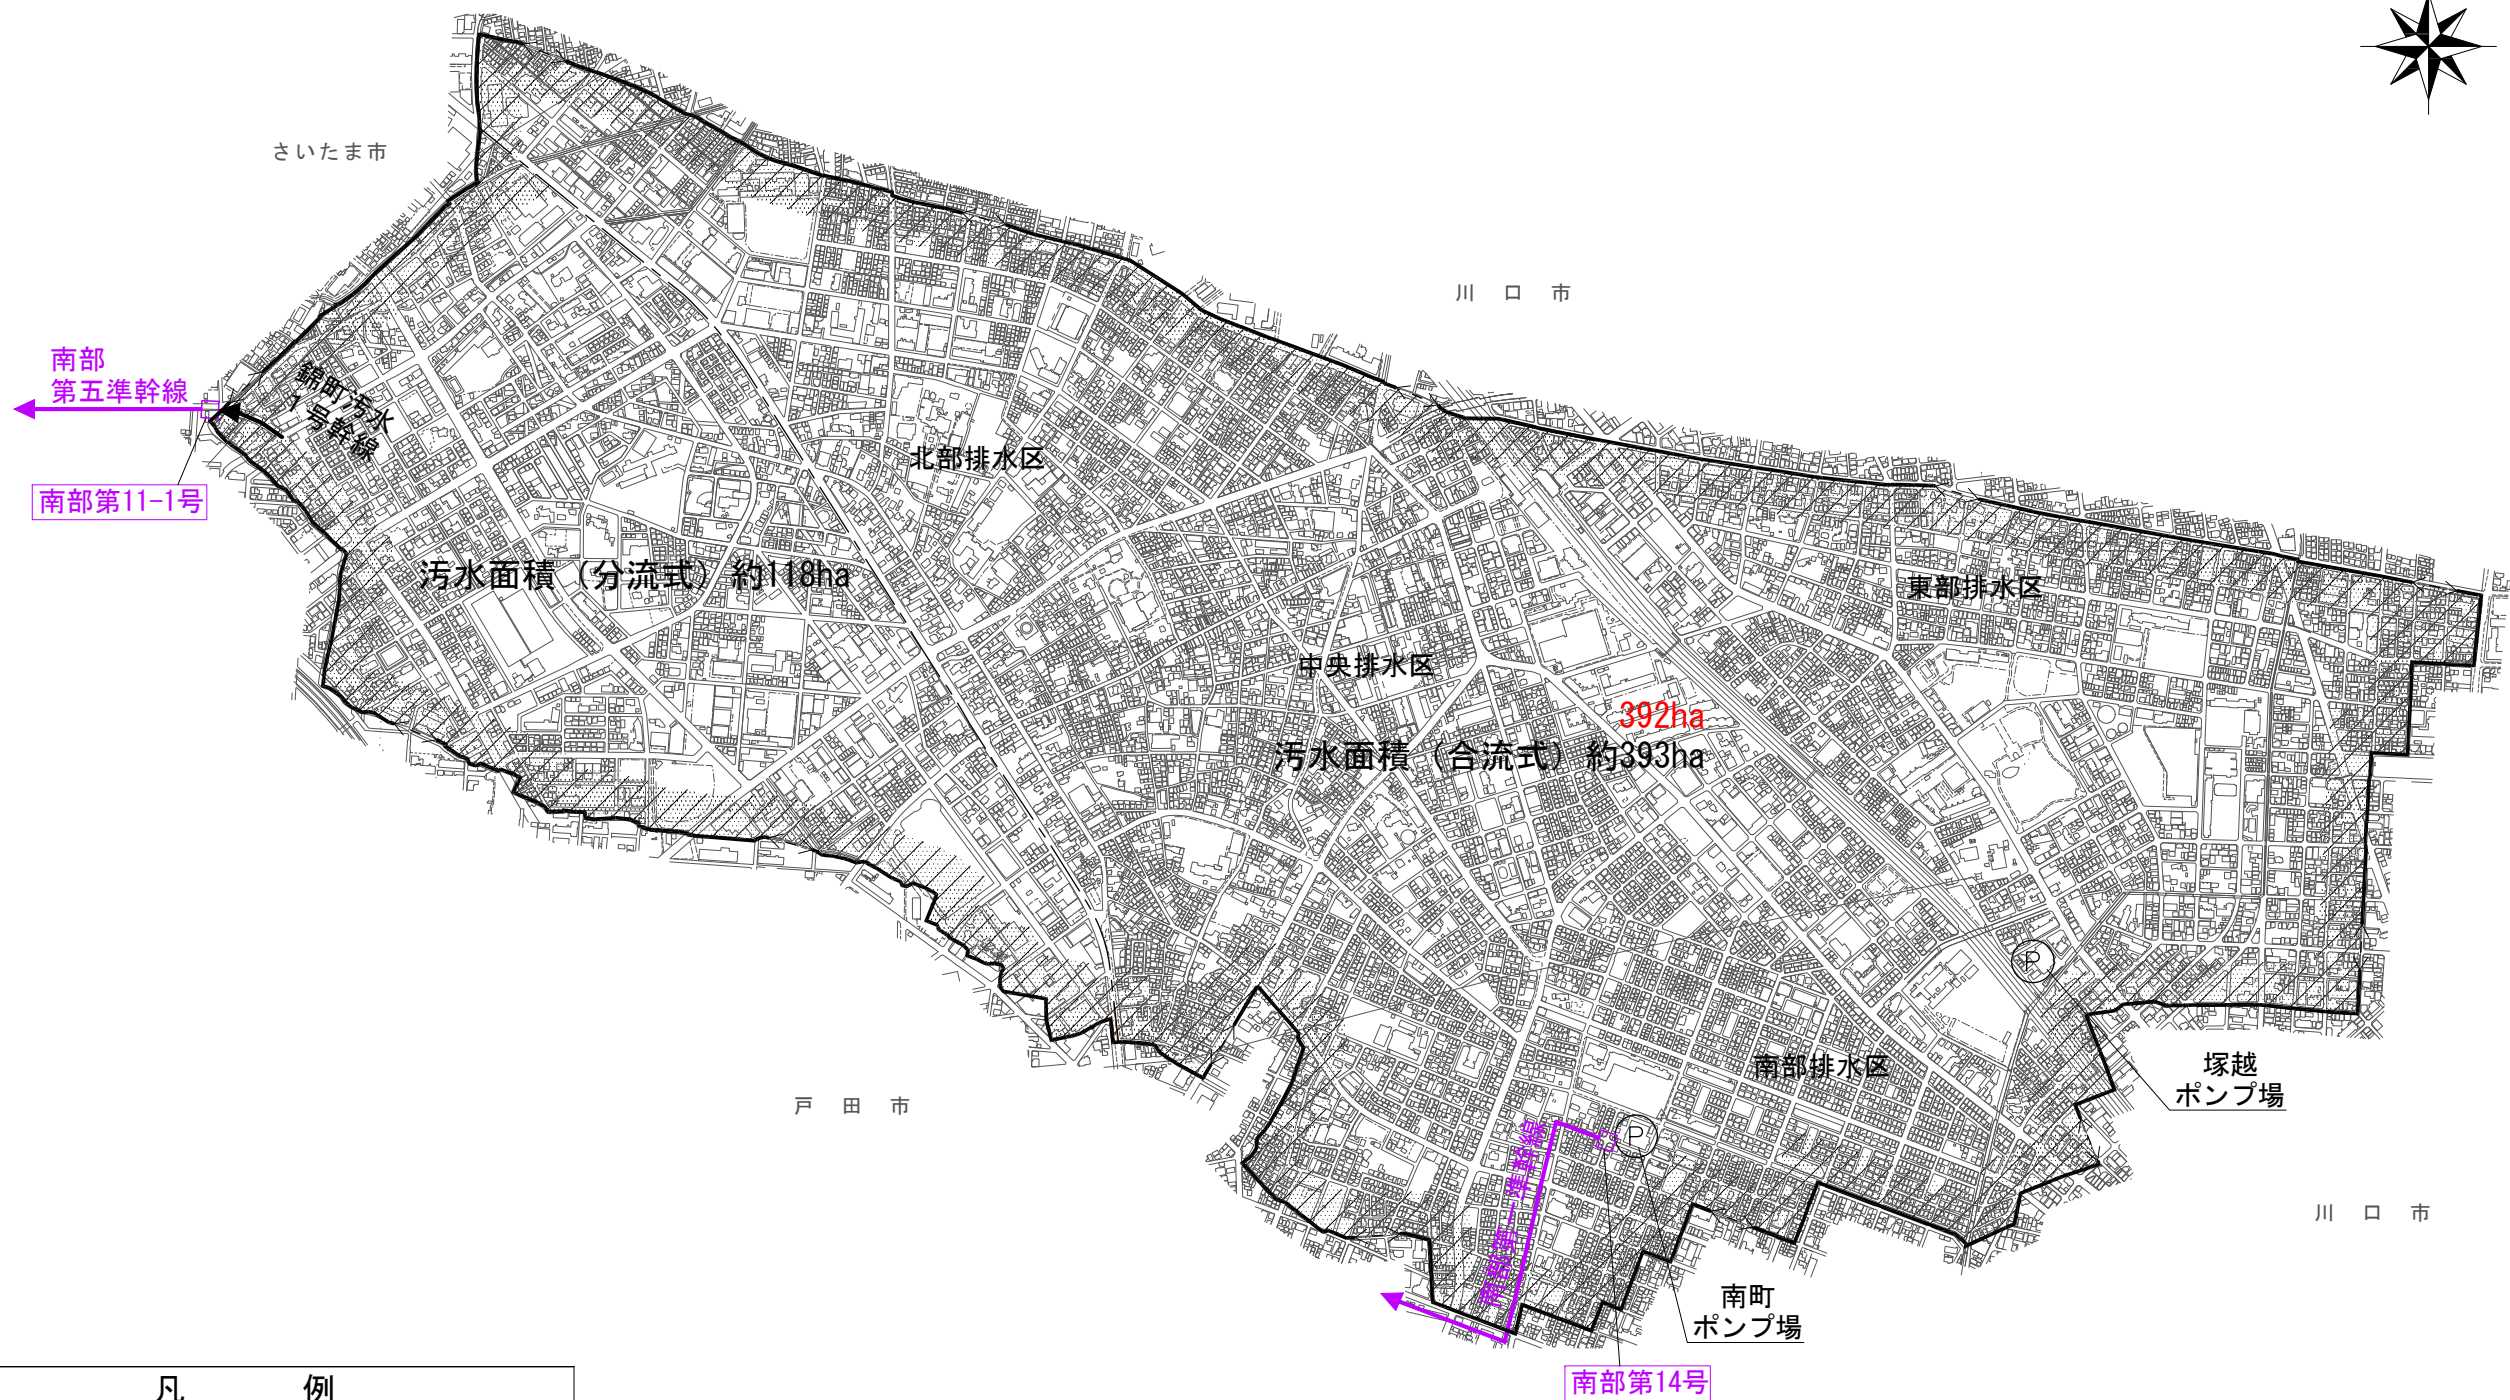 さいたま市
川　口　市
南部
第五準幹線
錦町汚水
1号幹線
北部排水区
南部第11-1号
汚水面積（分流式）約118ha
東部排水区
中央排水区
392ha
汚水面積（合流式）約393ha
P
南部排水区
塚越
ポンプ場
戸　田　市
P
南部第一準幹線
川　口　市
南町
ポンプ場
南部第14号
凡　　　例